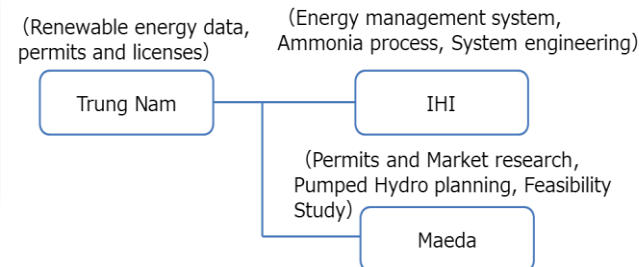 （Renewable energy data,
permits and licenses）
Trung Nam
（Energy management system,
Ammonia process, System engineering）
IHI
（Permits and Market research,
Pumped Hydro planning, Feasibility
Study）
Maeda